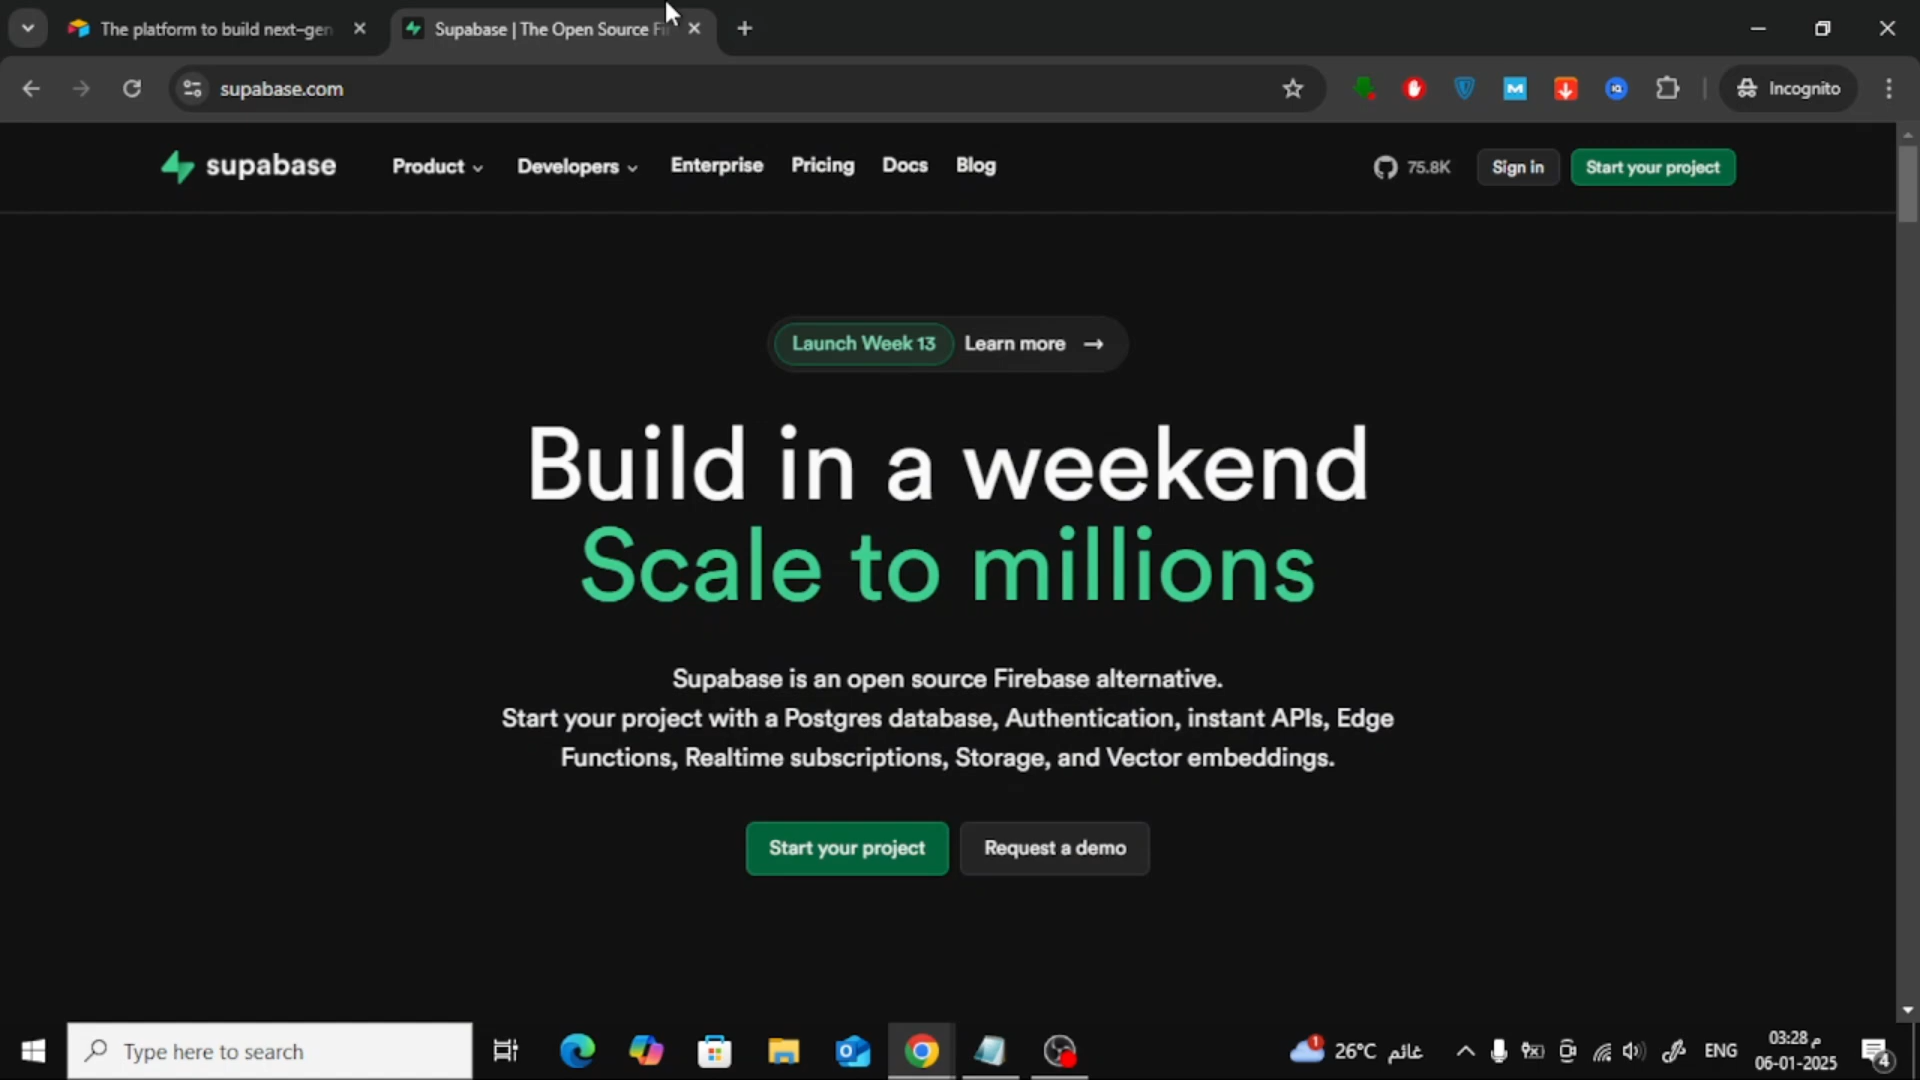 The platform to build next-gen
Supabase | The Open Source Fi
supabase.com
Incognito
supabase
Product
Developers
Enterprise
Pricing
Docs
Blog
75.8K
Sign in
Start your project
Launch Week 13
Learn more →
Build in a weekend
Scale to millions
Supabase is an open source Firebase alternative.
Start your project with a Postgres database, Authentication, instant APIs, Edge
Functions, Realtime subscriptions, Storage, and Vector embeddings.
Start your project
Request a demo
Type here to search
1
26°C غائم
ENG
03:28 م
06-01-2025
4